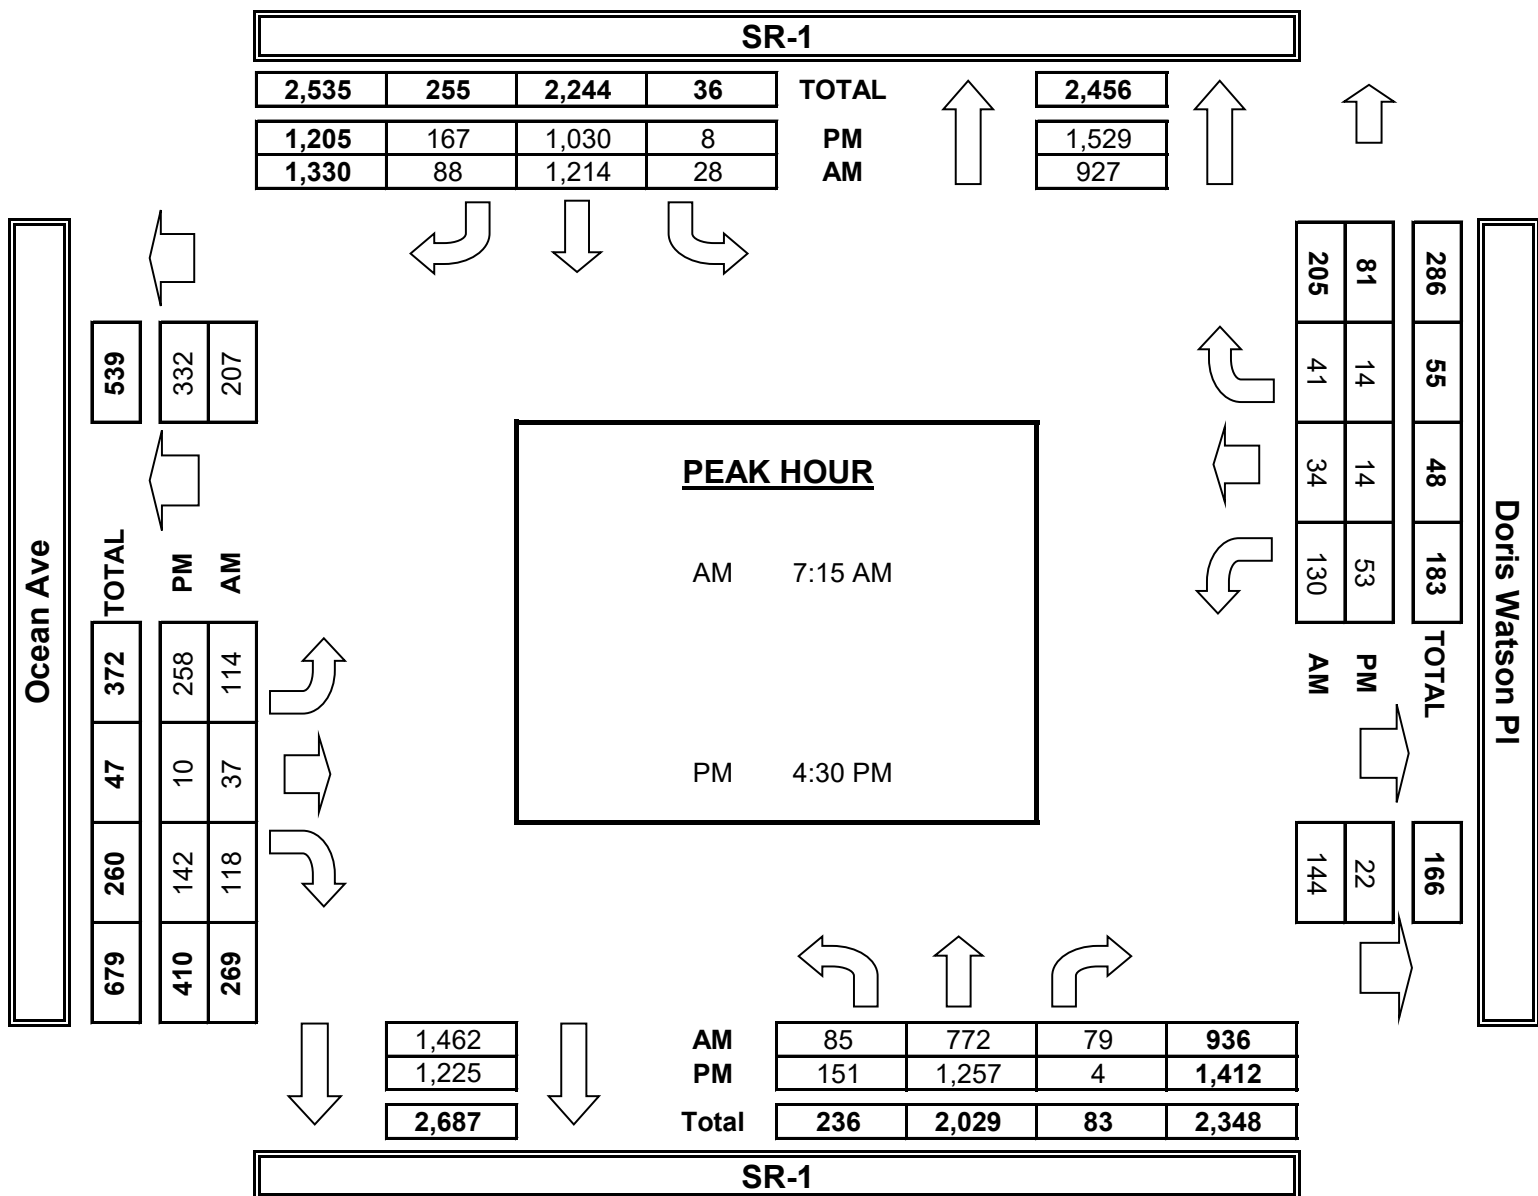 SR-1
2,535 255 2,244 36 TOTAL 2,456
1,205 167 1,030 8 PM 1,529
1,330 88 1,214 28 AM 927
Ocean Ave
539 332 207
TOTAL PM AM
372 258 114
47 10 37
260 142 118
679 410 269
PEAK HOUR
AM 7:15 AM
PM 4:30 PM
205 81 286
41 14 55
34 14 48
130 53 183
AM PM TOTAL
144 22 166
Doris Watson Pl
1,462 AM 85 772 79 936
1,225 PM 151 1,257 4 1,412
2,687 Total 236 2,029 83 2,348
SR-1